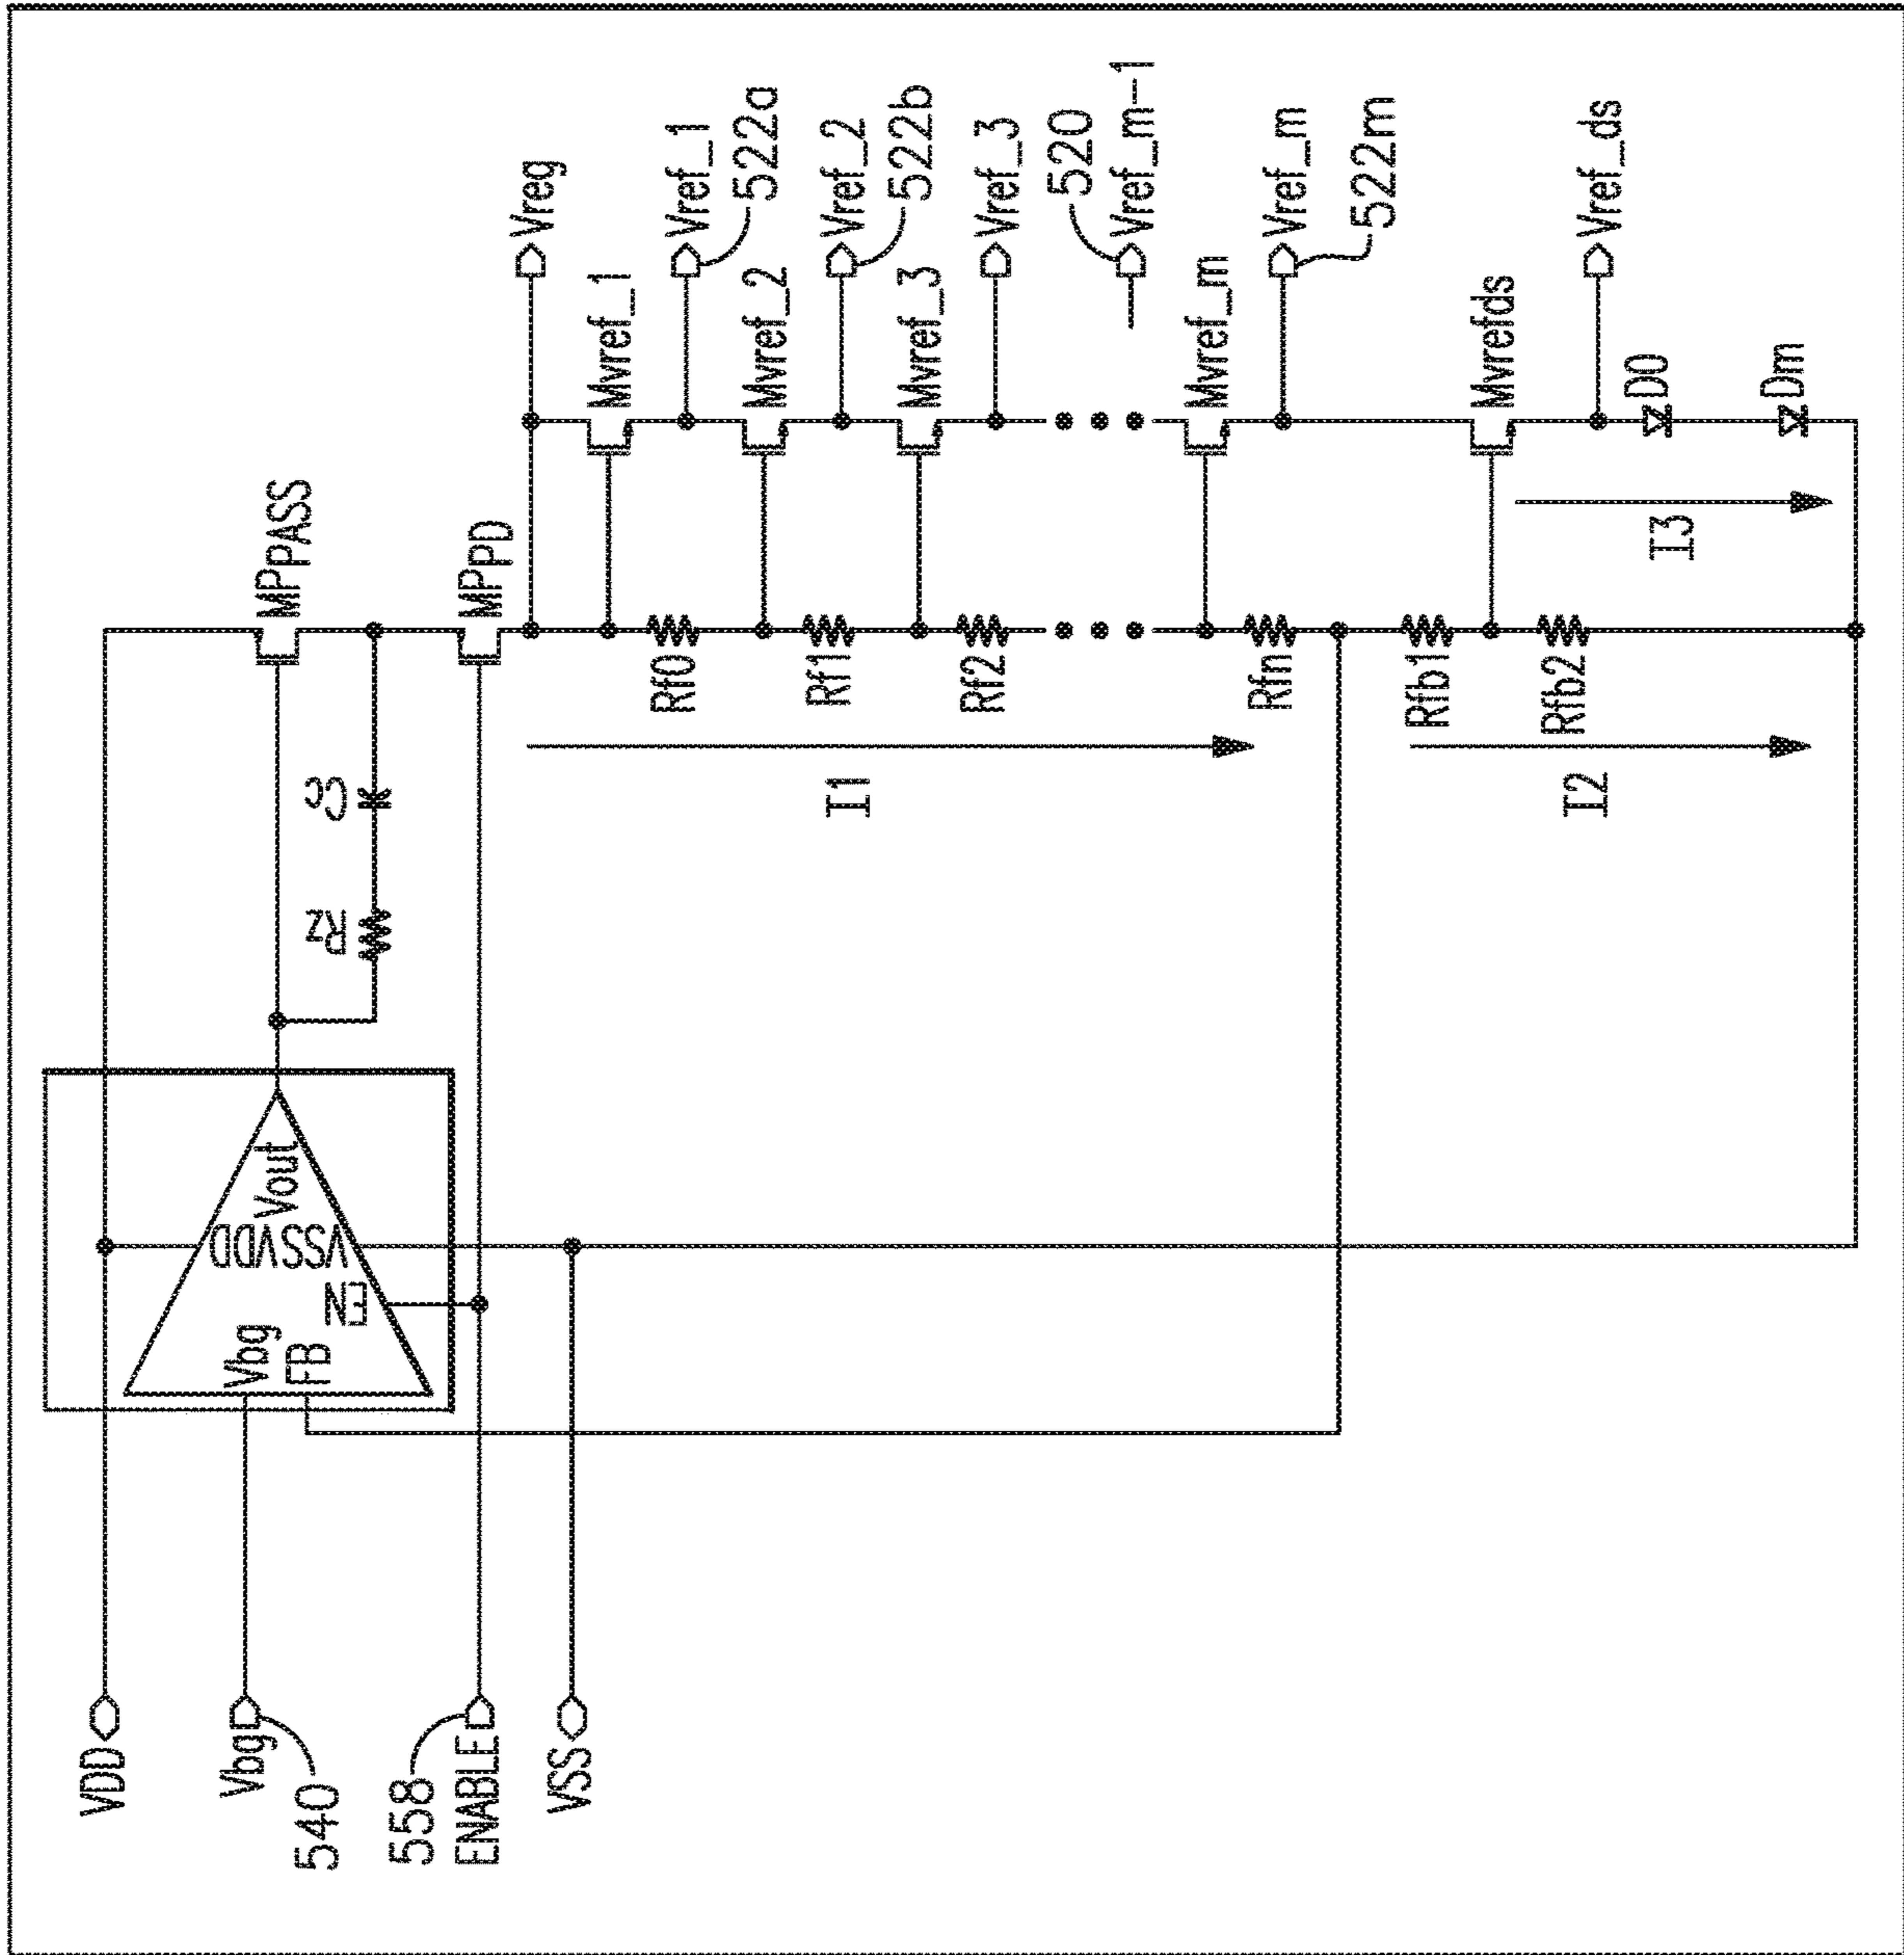 VDD
Vbg
540
558
ENABLE
VSS
Vbg
FB
EN
VSS
VDD
Vout
Rz
Cc
MPPASS
MPPD
I1
I2
I3
Rf0
Rf1
Rf2
Rfn
Rfb1
Rfb2
Mvref_1
Mvref_2
Mvref_3
Mvref_m
Mvrefds
D0
Dm
Vreg
Vref_1
522a
Vref_2
522b
Vref_3
520
Vref_m-1
Vref_m
522m
Vref_ds